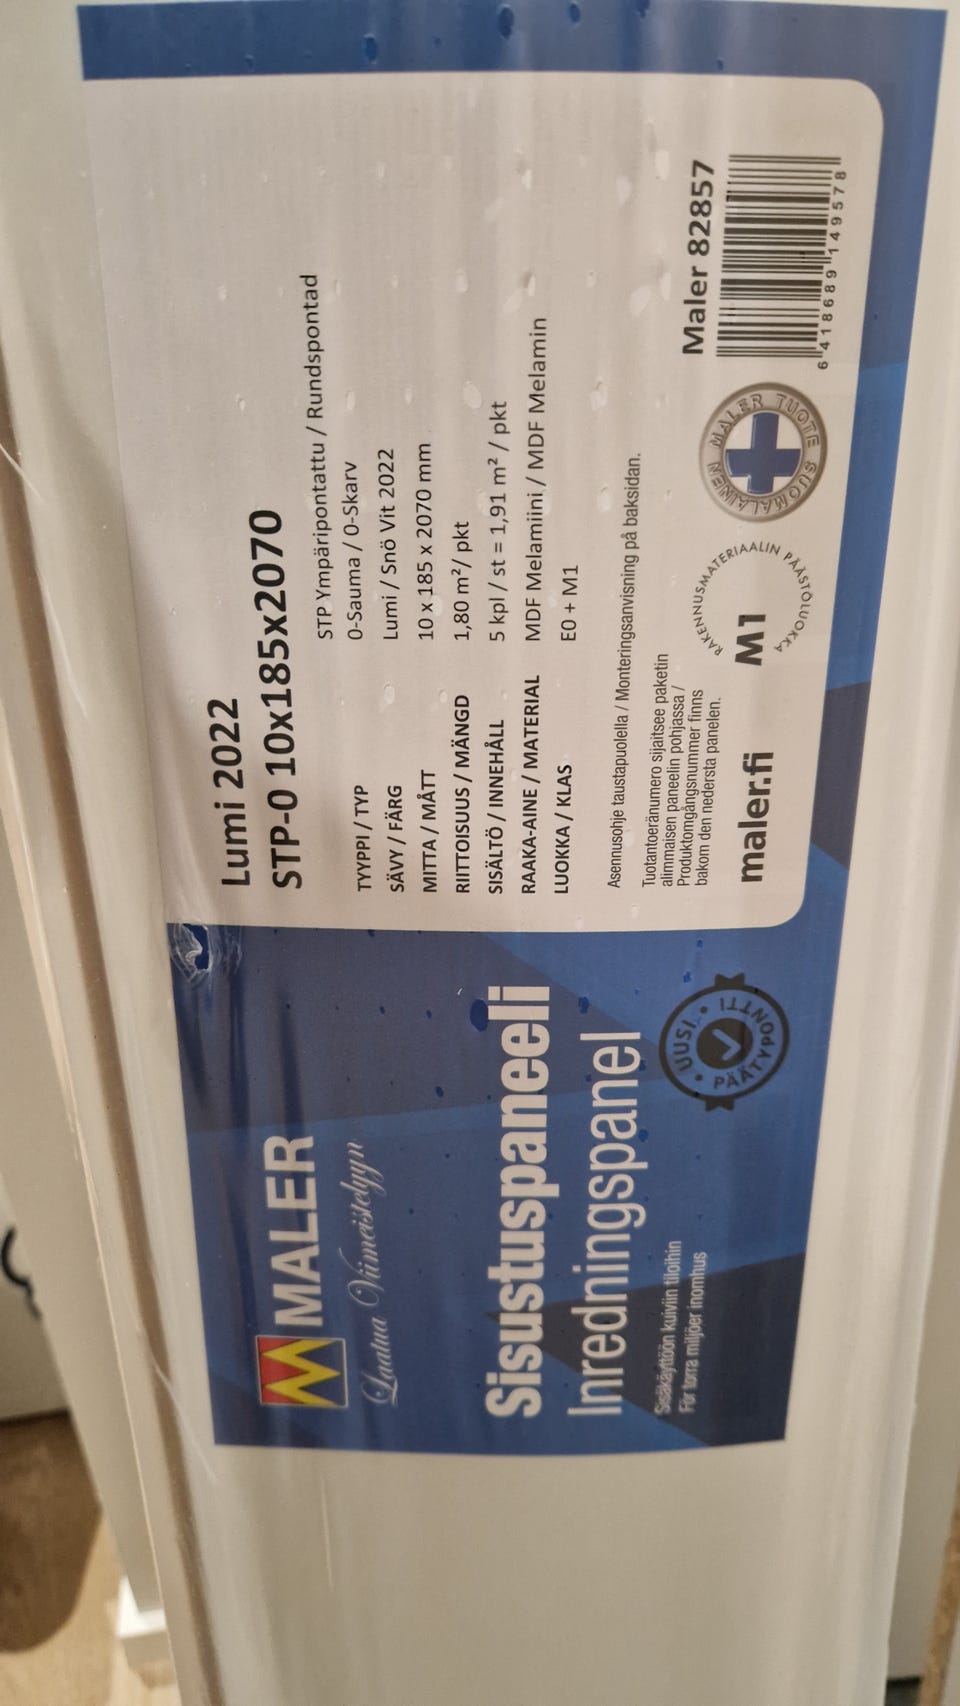 MALER
Laatua Viimeistelyyn
Sisustuspaneeli
Inredningspanel
Sisäkäyttöön kuiviin tiloihin
För torra miljöer inomhus
• UUSI •
PÄÄTYPONTTI
Lumi 2022
STP-0 10x185x2070
STP Ympäripontattu / Rundspontad
TYYPPI / TYP 0-Sauma / 0-Skarv
SÄVY / FÄRG Lumi / Snö Vit 2022
MITTA / MÅTT 10 x 185 x 2070 mm
RIITTOISUUS / MÄNGD 1,80 m²/ pkt
SISÄLTÖ / INNEHÅLL 5 kpl / st = 1,91 m² / pkt
RAAKA-AINE / MATERIAL MDF Melamiini / MDF Melamin
LUOKKA / KLAS E0 + M1
Asennusohje taustapuolella / Monteringsanvisning på baksidan.
Tuotantoeränumero sijaitsee paketin
alimmaisen paneelin pohjassa /
Produktomgångsnummer finns
bakom den nedersta panelen.
maler.fi
RAKENNUSMATERIAALIN PÄÄSTÖLUOKKA
M1
MALER TUOTE SUOMALAINEN
Maler 82857
6 418689 149578